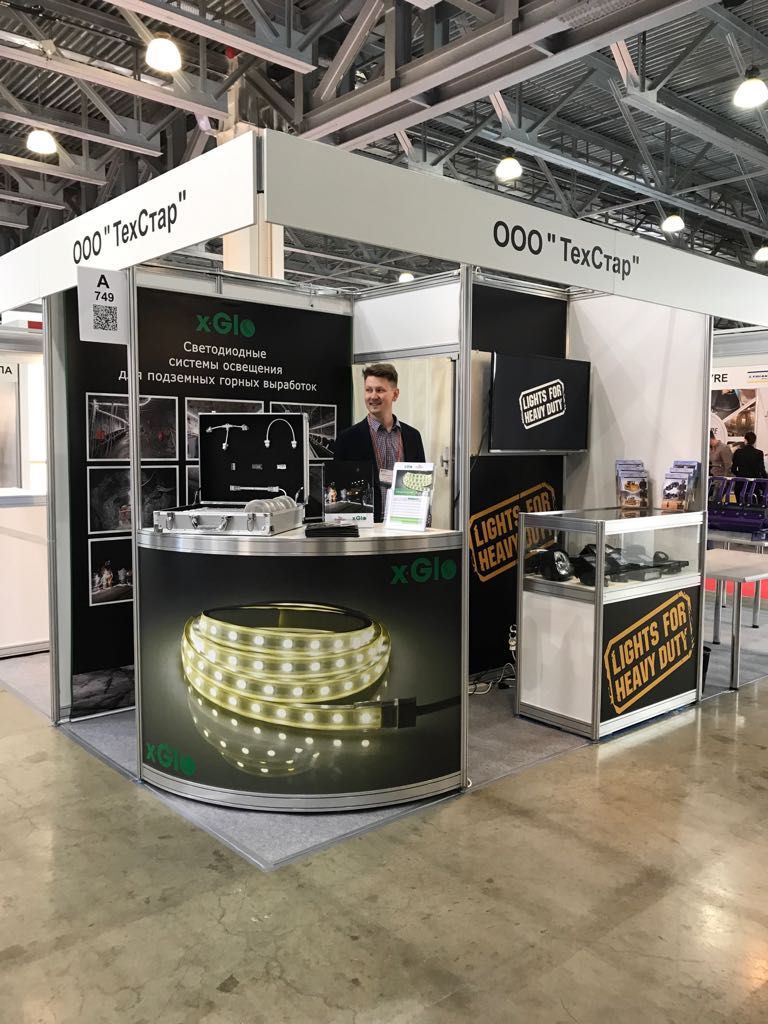 ООО "ТехСтар"
ООО "ТехСтар"
A
749
xGlo
Светодиодные
системы освещения
для подземных горных выработок
LIGHTS FOR
HEAVY DUTY
LIGHTS FOR
HEAVY DUTY
xGlo
xGlo
LIGHTS FOR
HEAVY DUTY
xGlo